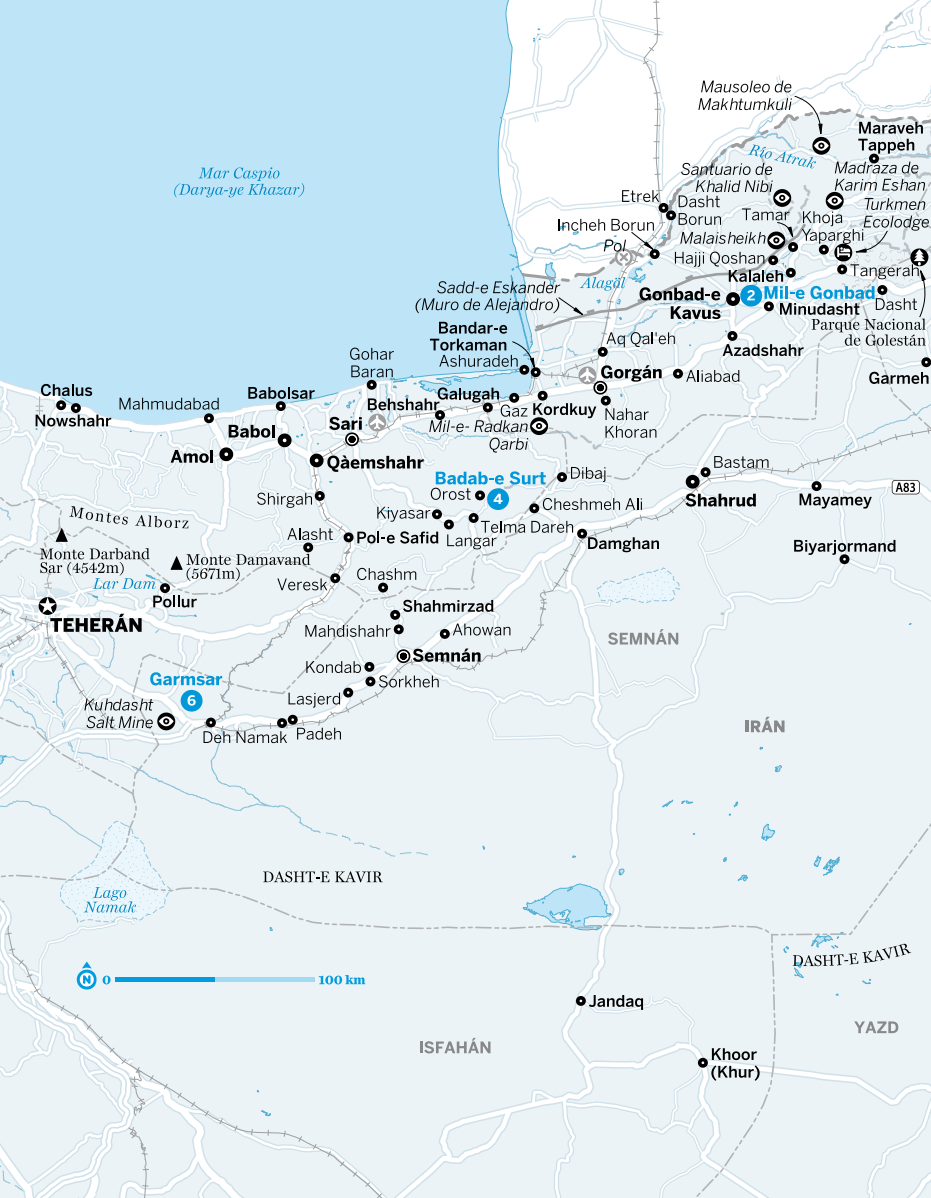 Mausoleo de
Makhtumkuli
Maraveh
Tappeh
Río Atrak
Mar Caspio
(Darya-ye Khazar)
Santuario de
Khalid Nibi
Madraza de
Karim Eshan
Etrek
Dasht
Borun
Turkmen
Ecolodge
Tamar
Khoja
Yaparghi
Incheh Borun
Pol
Malaisheikh
Hajji Qoshan
Tangerah
Alagöl
Kalaleh
Sadd-e Eskander
(Muro de Alejandro)
Gonbad-e
Kavus
2
Mil-e Gonbad
Minudasht
Dasht
Parque Nacional
de Golestán
Bandar-e
Torkaman
Ashuradeh
Aq Qal'eh
Azadshahr
Gohar
Baran
Gorgán
Aliabad
Garmeh
Chalus
Nowshahr
Mahmudabad
Babolsar
Behshahr
Galugah
Gaz
Kordkuy
Nahar
Khoran
Babol
Sari
Mil-e- Radkan
Qarbi
Amol
Qàemshahr
Badab-e Surt
4
Dibaj
Bastam
Orost
Shahrud
Mayamey
A83
Shirgah
Kiyasar
Cheshmeh Ali
Montes Alborz
Langar
Telma Dareh
Alasht
Pol-e Safid
Damghan
Biyarjormand
Monte Darband
Sar (4542m)
Monte Damavand
(5671m)
Lar Dam
Pollur
Veresk
Chashm
TEHERÁN
Shahmirzad
Mahdishahr
Ahowan
SEMNÁN
Semnán
Kondab
Garmsar
6
Sorkheh
Lasjerd
Kuhdasht
Salt Mine
Deh Namak
Padeh
IRÁN
DASHT-E KAVIR
Lago
Namak
DASHT-E KAVIR
N
0
100 km
Jandaq
YAZD
ISFAHÁN
Khoor
(Khur)